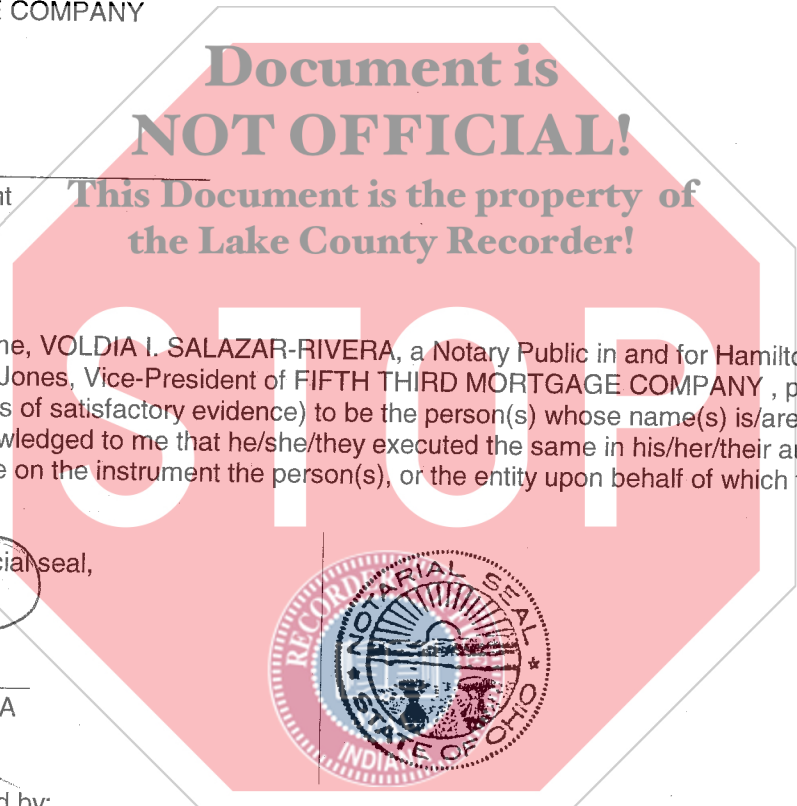 COMPANY
Document is
NOT OFFICIAL!
This Document is the property of
the Lake County Recorder!
STOP
me, VOLDIA I. SALAZAR-RIVERA, a Notary Public in and for Hamilto
Jones, Vice-President of FIFTH THIRD MORTGAGE COMPANY , p
s of satisfactory evidence) to be the person(s) whose name(s) is/are
wledged to me that he/she/they executed the same in his/her/their a
e on the instrument the person(s), or the entity upon behalf of which
cial seal,
RECORDER
NOTARIAL SEAL
STATE OF OHIO
INDIANA
A
d by: